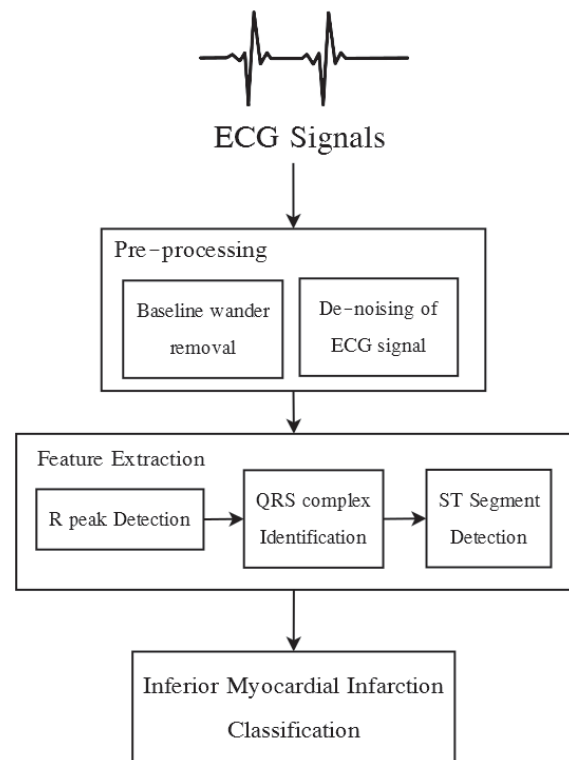 ECG Signals
Pre-processing
Baseline wander
removal
De-noising of
ECG signal
Feature Extraction
R peak Detection
QRS complex
Identification
ST Segment
Detection
Inferior Myocardial Infarction
Classification